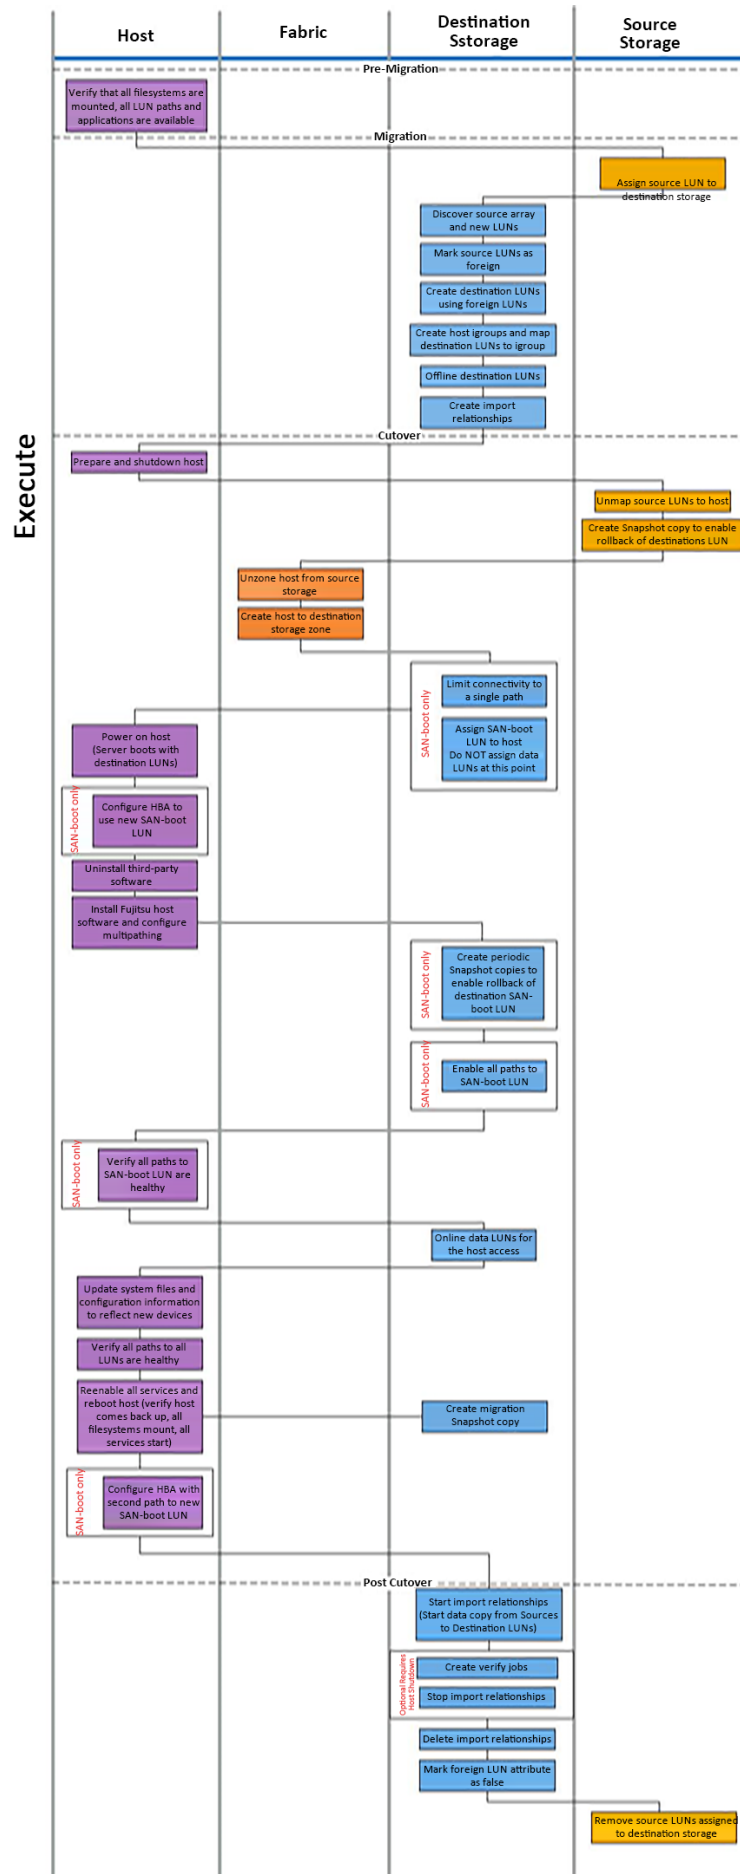 Host
Fabric
Destination
Sstorage
Source
Storage
Execute
Pre-Migration
Verify that all filesystems are
mounted, all LUN paths and
applications are available
Migration
Assign source LUN to
destination storage
Discover source array
and new LUNs
Mark source LUNs as
foreign
Create destination LUNs
using foreign LUNs
Create host igroups and map
destination LUNs to igroup
Offline destination LUNs
Create import
relationships
Cutover
Prepare and shutdown host
Unmap source LUNs to host
Create Snapshot copy to enable
rollback of destinations LUN
Unzone host from source
storage
Create host to destination
storage zone
SAN-boot only
Limit connectivity to
a single path
Assign SAN-boot
LUN to host
Do NOT assign data
LUNs at this point
Power on host
(Server boots with
destination LUNs)
SAN-boot only
Configure HBA to
use new SAN-boot
LUN
Uninstall third-party
software
Install Fujitsu host
software and configure
multipathing
SAN-boot only
Create periodic
Snapshot copies to
enable rollback of
destination SAN-
boot LUN
SAN-boot only
Enable all paths to
SAN-boot LUN
SAN-boot only
Verify all paths to
SAN-boot LUN are
healthy
Online data LUNs for
the host access
Update system files and
configuration information
to reflect new devices
Verify all paths to all
LUNs are healthy
Reenable all services and
reboot host (verify host
comes back up, all
filesystems mount, all
services start)
Create migration
Snapshot copy
SAN-boot only
Configure HBA with
second path to new
SAN-boot LUN
Post Cutover
Start import relationships
(Start data copy from Sources
to Destination LUNs)
Optional Requires
Host Shutdown
Create verify jobs
Stop import relationships
Delete import relationships
Mark foreign LUN attribute
as false
Remove source LUNs assigned
to destination storage